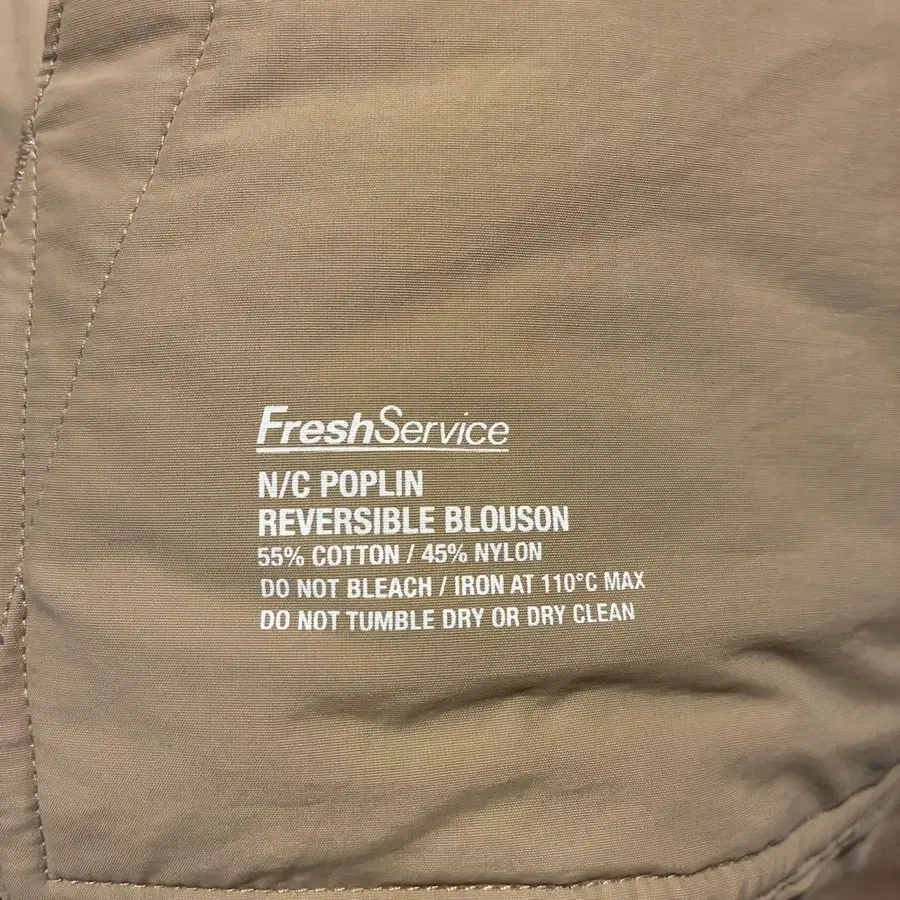 FreshService
N/C POPLIN
REVERSIBLE BLOUSON
55% COTTON / 45% NYLON
DO NOT BLEACH / IRON AT 110°C MAX
DO NOT TUMBLE DRY OR DRY CLEAN